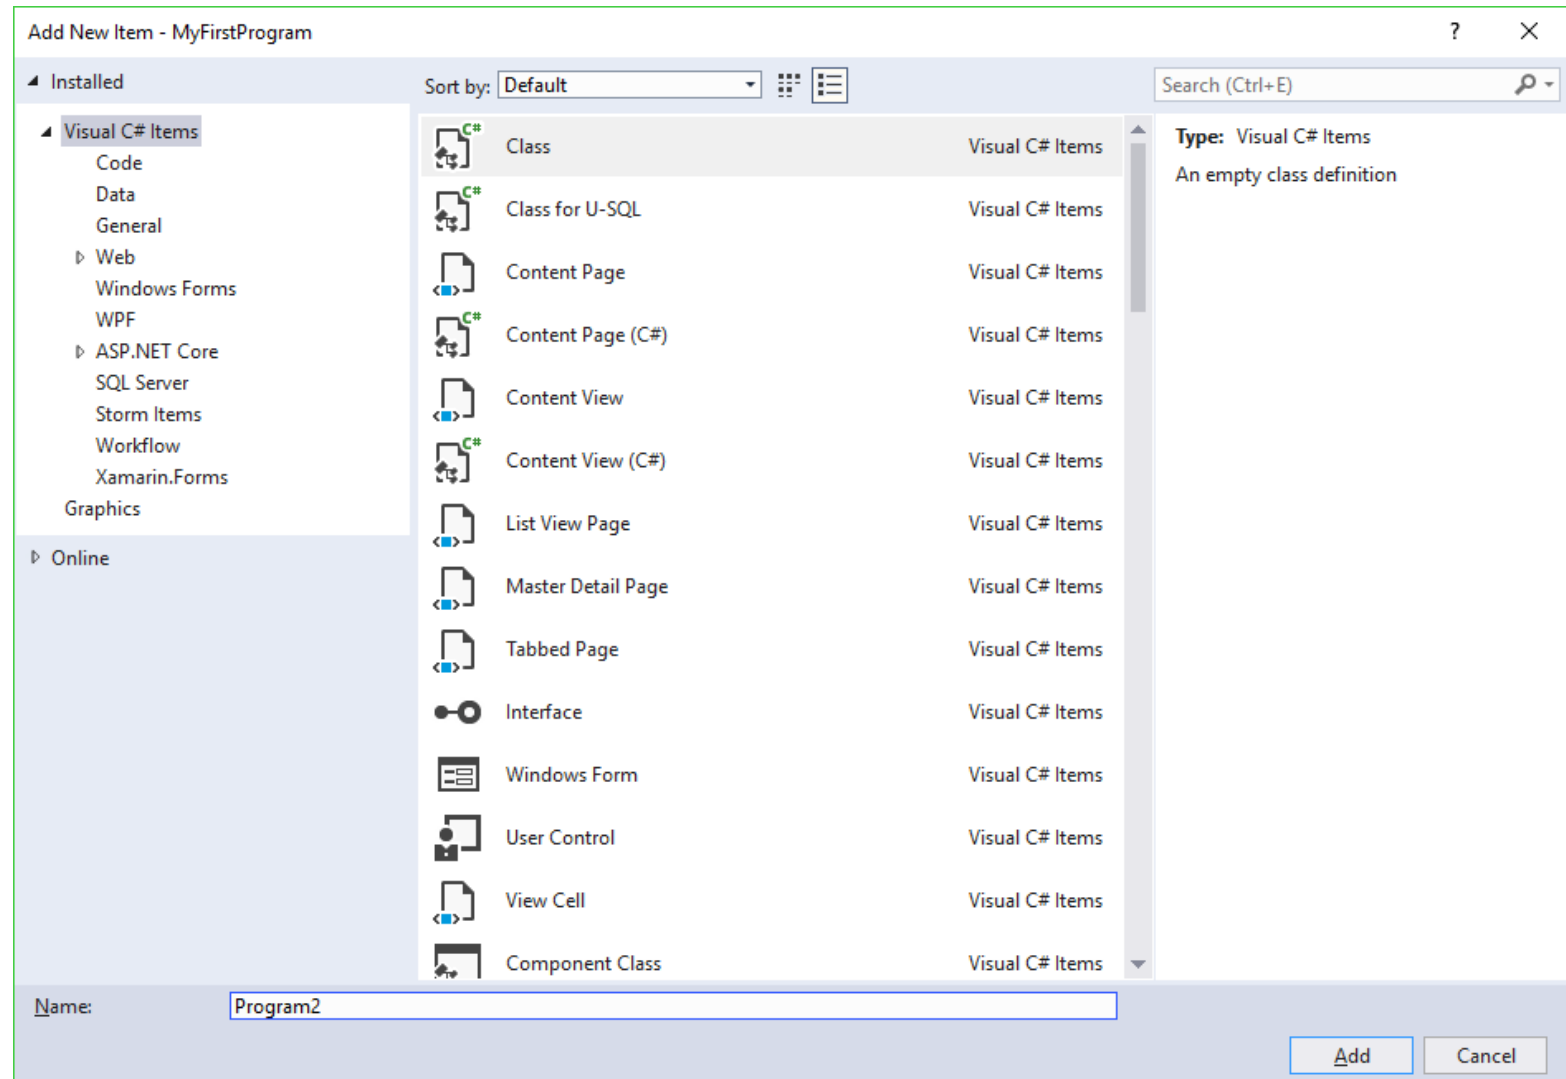 Add New Item - MyFirstProgram ?
Installed
Sort by: Default
Search (Ctrl+E)
Visual C# Items
Code
Data
General
Web
Windows Forms
WPF
ASP.NET Core
SQL Server
Storm Items
Workflow
Xamarin.Forms
Graphics
Online
C# Class Visual C# Items
C# Class for U-SQL Visual C# Items
Content Page Visual C# Items
C# Content Page (C#) Visual C# Items
Content View Visual C# Items
C# Content View (C#) Visual C# Items
List View Page Visual C# Items
Master Detail Page Visual C# Items
Tabbed Page Visual C# Items
Interface Visual C# Items
Windows Form Visual C# Items
User Control Visual C# Items
View Cell Visual C# Items
Component Class Visual C# Items
Type: Visual C# Items
An empty class definition
Name: Program2
Add Cancel